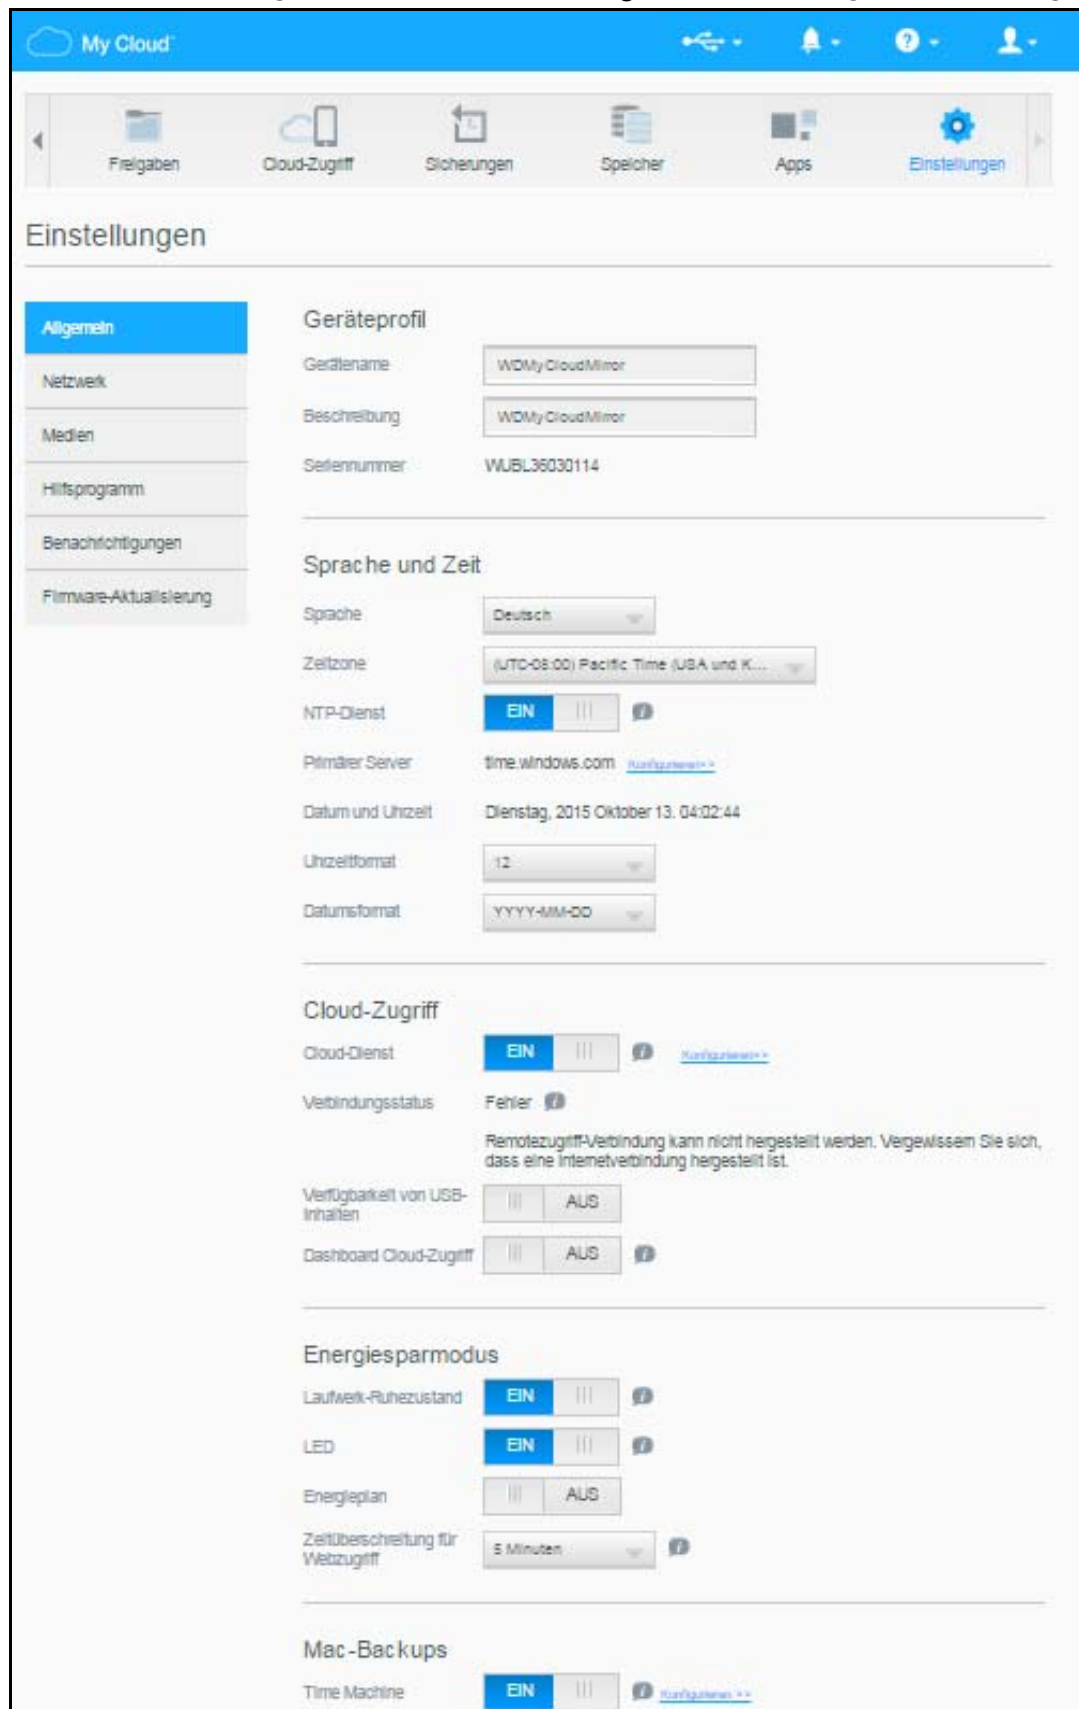 My Cloud
Freigaben Cloud-Zugriff Sicherungen Speicher Apps Einstellungen
Einstellungen
Allgemein
Netzwerk
Medien
Hilfsprogramm
Benachrichtigungen
Firmware-Aktualisierung
Geräteprofil
Gerätename WDMyCloudMirror
Beschreibung WDMyCloudMirror
Seriennummer WUBL36030114
Sprache und Zeit
Sprache Deutsch
Zeitzone (UTC-08:00) Pacific Time (USA und K...
NTP-Dienst EIN
Primärer Server time.windows.com Konfigurieren>>
Datum und Uhrzeit Dienstag, 2015 Oktober 13. 04:02:44
Uhrzeitformat 12
Datumsformat YYYY-MM-DD
Cloud-Zugriff
Cloud-Dienst EIN Konfigurieren>>
Verbindungsstatus Fehler
Remotezugriff-Verbindung kann nicht hergestellt werden. Vergewissern Sie sich,
dass eine Internetverbindung hergestellt ist.
Verfügbarkeit von USB-
Inhalten AUS
Dashboard Cloud-Zugriff AUS
Energiesparmodus
Laufwerk-Ruhezustand EIN
LED EIN
Energieplan AUS
Zeitüberschreitung für
Webzugriff 5 Minuten
Mac-Backups
Time Machine EIN Konfigurieren >>